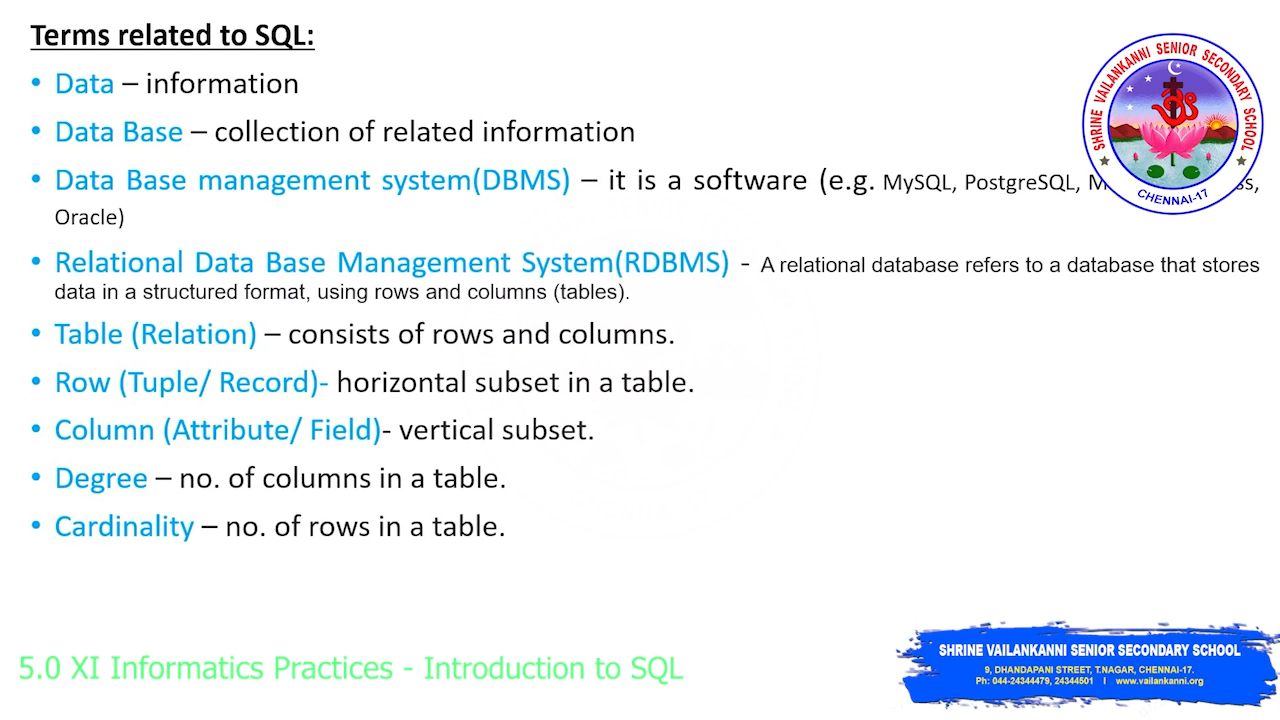 Terms related to SQL:
• Data – information
• Data Base – collection of related information
• Data Base management system(DBMS) – it is a software (e.g. MySQL, PostgreSQL,
Oracle)
• Relational Data Base Management System(RDBMS) - A relational database refers to a database that stores
data in a structured format, using rows and columns (tables).
• Table (Relation) – consists of rows and columns.
• Row (Tuple/ Record)- horizontal subset in a table.
• Column (Attribute/ Field)- vertical subset.
• Degree – no. of columns in a table.
• Cardinality – no. of rows in a table.
SHRINE VAILANKANNI SENIOR SECONDARY SCHOOL
CHENNAI-17
5.0 XI Informatics Practices - Introduction to SQL
SHRINE VAILANKANNI SENIOR SECONDARY SCHOOL
9, DHANDAPANI STREET, T.NAGAR, CHENNAI-17.
Ph: 044-24344479, 24344501 I www.vailankanni.org